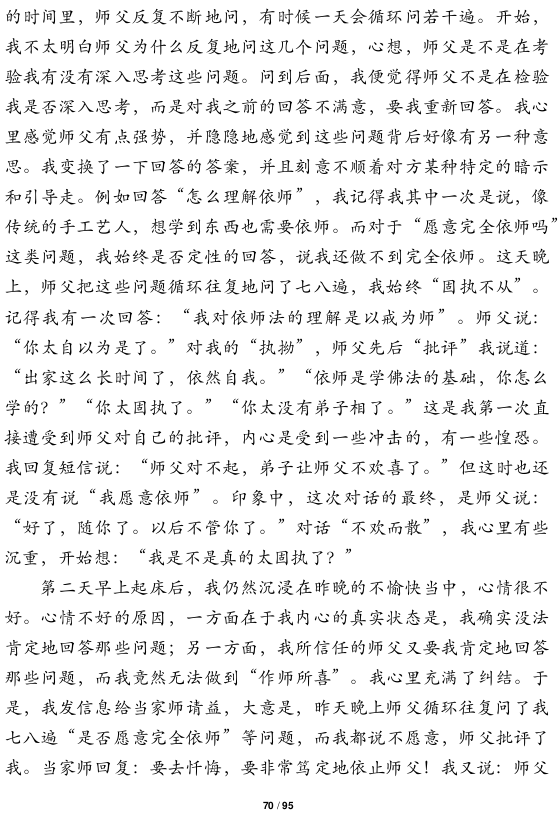 的时间里，师父反复不断地问，有时候一天会循环问若干遍。开始，
我不太明白师父为什么反复地问这几个问题，心想，师父是不是在考
验我有没有深入思考这些问题。问到后面，我便觉得师父不是在检验
我是否深入思考，而是对我之前的回答不满意，要我重新回答。我心
里感觉师父有点强势，并隐隐地感觉到这些问题背后好像有另一种意
思。我变换了一下回答的答案，并且刻意不顺着对方某种特定的暗示
和引导走。例如回答“怎么理解依师”，我记得我其中一次是说，像
传统的手工艺人，想学到东西也需要依师。而对于“愿意完全依师吗”
这类问题，我始终是否定性的回答，说我还做不到完全依师。这天晚
上，师父把这些问题循环往复地问了七八遍，我始终“固执不从”。
记得我有一次回答：“我对依师法的理解是以戒为师”。师父说：
“你太自以为是了。”对我的“执拗”，师父先后“批评”我说道：
“出家这么长时间了，依然自我。”“依师是学佛法的基础，你怎么
学的？”“你太固执了。”“你太没有弟子相了。”这是我第一次直
接遭受到师父对自己的批评，内心是受到一些冲击的，有一些惶恐。
我回复短信说：“师父对不起，弟子让师父不欢喜了。”但这时也还
是没有说“我愿意依师”。印象中，这次对话的最终，是师父说：
“好了，随你了。以后不管你了。”对话“不欢而散”，我心里有些
沉重，开始想：“我是不是真的太固执了？”
第二天早上起床后，我仍然沉浸在昨晚的不愉快当中，心情很不
好。心情不好的原因，一方面在于我内心的真实状态是，我确实没法
肯定地回答那些问题；另一方面，我所信任的师父又要我肯定地回答
那些问题，而我竟然无法做到“作师所喜”。我心里充满了纠结。于
是，我发信息给当家师请益，大意是，昨天晚上师父循环往复问了我
七八遍“是否愿意完全依师”等问题，而我都说不愿意，师父批评了
我。当家师回复：要去忏悔，要非常笃定地依止师父！我又说：师父
70 / 95